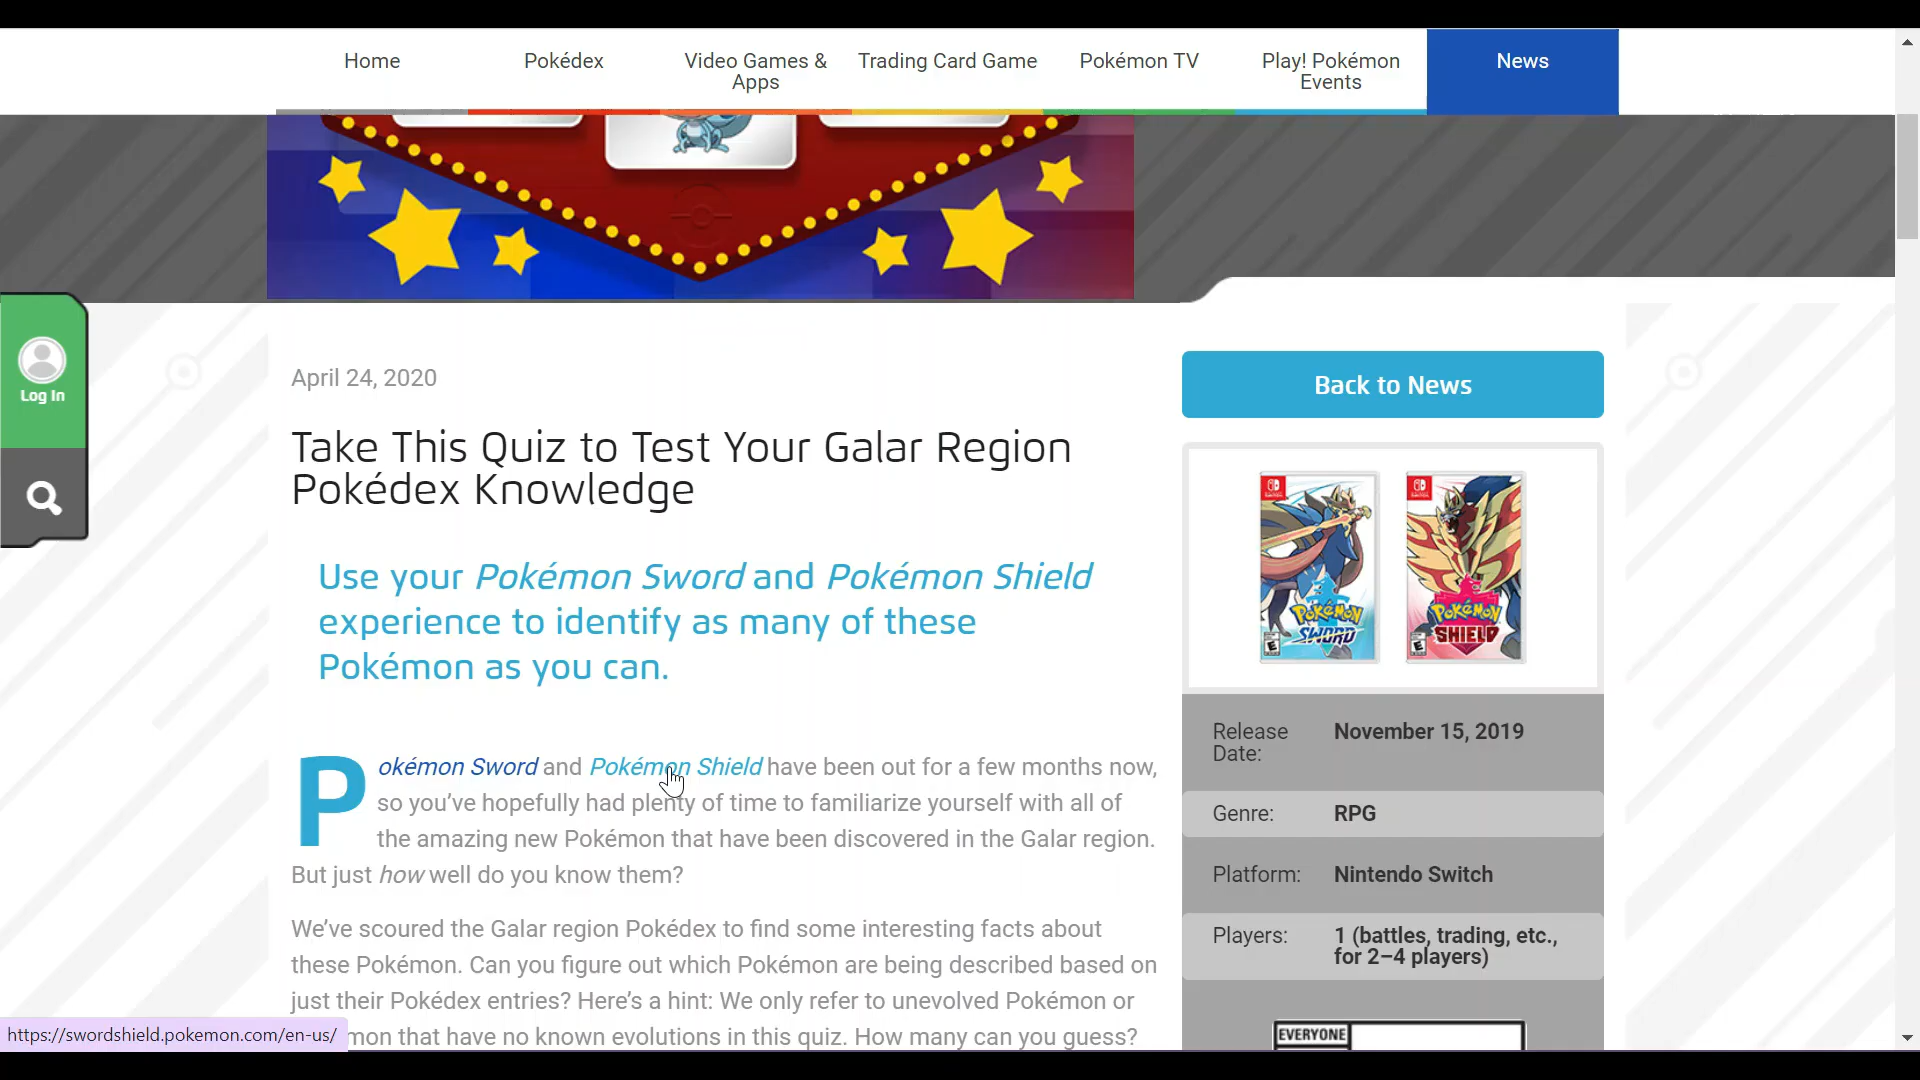 Home
Pokédex
Video Games &
Apps
Trading Card Game
Pokémon TV
Play! Pokémon
Events
News
Log In
April 24, 2020
Take This Quiz to Test Your Galar Region
Pokédex Knowledge
Use your Pokémon Sword and Pokémon Shield
experience to identify as many of these
Pokémon as you can.
Pokémon Sword and Pokémon Shield have been out for a few months now,
so you’ve hopefully had plenty of time to familiarize yourself with all of
the amazing new Pokémon that have been discovered in the Galar region.
But just how well do you know them?
We’ve scoured the Galar region Pokédex to find some interesting facts about
these Pokémon. Can you figure out which Pokémon are being described based on
just their Pokédex entries? Here’s a hint: We only refer to unevolved Pokémon or
mon that have no known evolutions in this quiz. How many can you guess?
https://swordshield.pokemon.com/en-us/
Back to News
POKÉMON
SWORD
E
POKÉMON
SHIELD
E
Release
Date:
November 15, 2019
Genre:
RPG
Platform:
Nintendo Switch
Players:
1 (battles, trading, etc.,
for 2–4 players)
EVERYONE